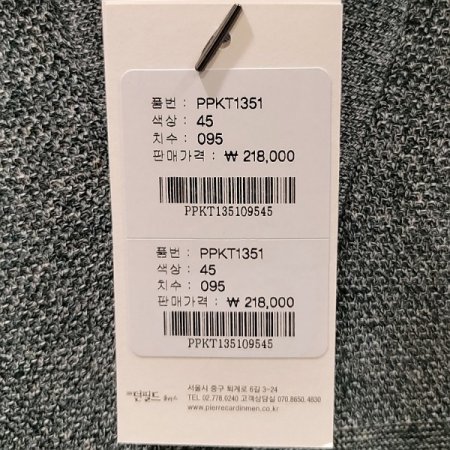 품번 : PPKT1351
색상 : 45
치수 : 095
판매가격 : ₩ 218,000
PPKT135109545
품번 : PPKT1351
색상 : 45
치수 : 095
판매가격 : ₩ 218,000
PPKT135109545
서울시 중구 퇴계로 6길 3-24
던필드 TEL 02.778.0240 고객상담실 070.8650.4830
www.pierrecardinmen.co.kr